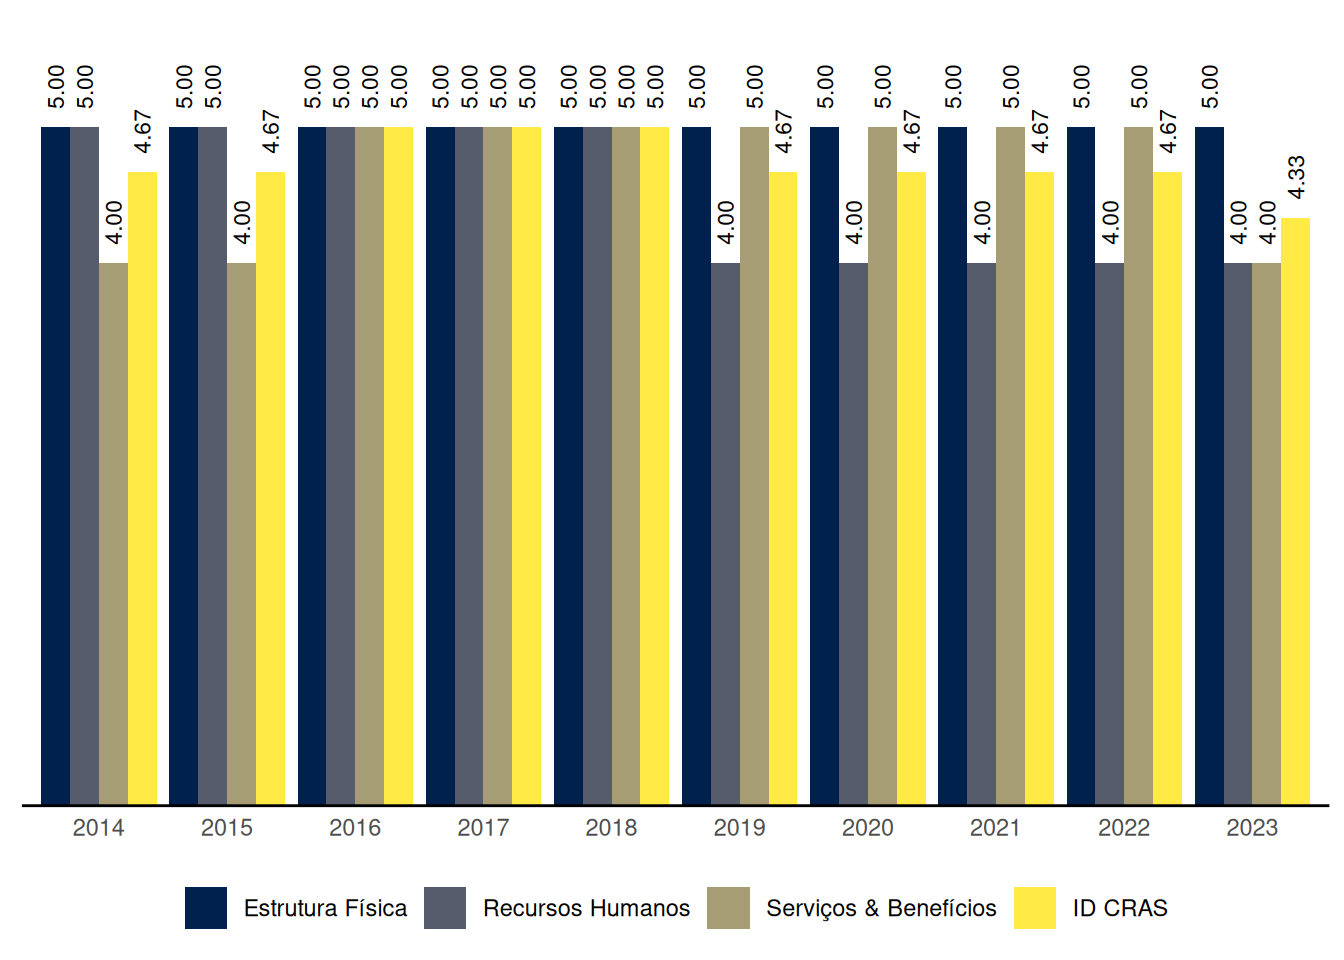 5.00 5.00 4.00 4.67 5.00 5.00 4.00 4.67 5.00 5.00 5.00 5.00 5.00 5.00 5.00 5.00 5.00 5.00 5.00 5.00 5.00 4.00 5.00 4.67 5.00 4.00 5.00 4.67 5.00 4.00 5.00 4.67 5.00 4.00 5.00 4.67 5.00 4.00 4.00 4.33
2014 2015 2016 2017 2018 2019 2020 2021 2022 2023
Estrutura Física Recursos Humanos Serviços & Benefícios ID CRAS